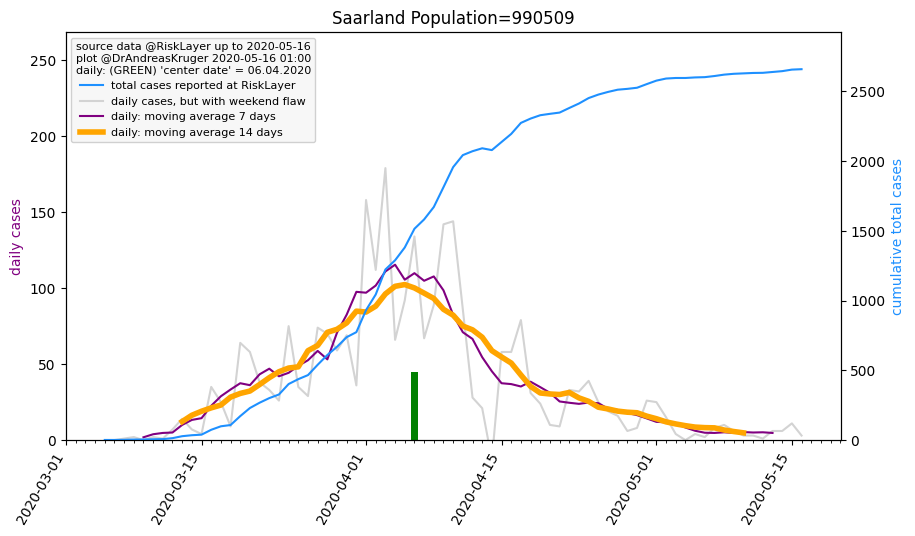 Saarland Population=990509
source data @RiskLayer up to 2020-05-16
plot @DrAndreasKruger 2020-05-16 01:00
daily: (GREEN) 'center date' = 06.04.2020
total cases reported at RiskLayer
daily cases, but with weekend flaw
daily: moving average 7 days
daily: moving average 14 days
daily cases
250
200
150
100
50
0
cumulative total cases
2500
2000
1500
1000
500
0
2020-03-01
2020-03-15
2020-04-01
2020-04-15
2020-05-01
2020-05-15